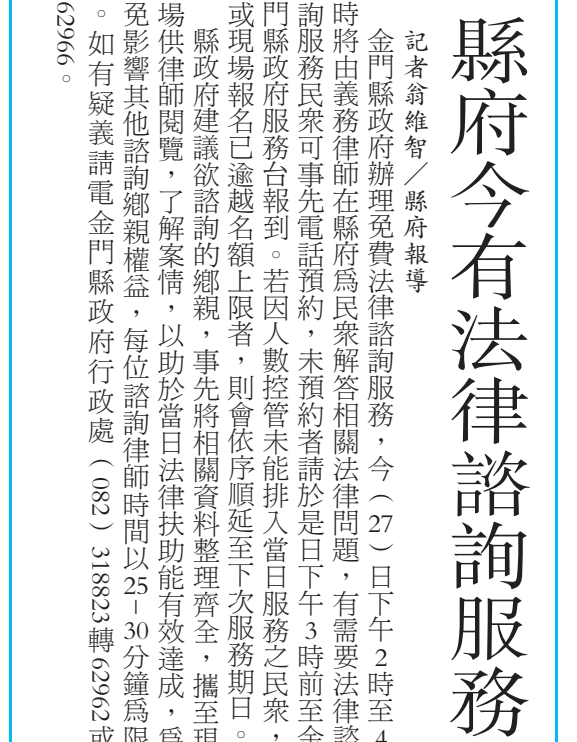 縣府今有法律諮詢服務
記者翁維智／縣府報導
金門縣政府辦理免費法律諮詢服務，今（27）日下午2時至4
時將由義務律師在縣府為民眾解答相關法律問題，有需要法律諮
詢服務民眾可事先電話預約，未預約者請於是日下午3時前至金
門縣政府服務台報到。若因人數控管未能排入當日服務之民眾，
或現場報名已逾越名額上限者，則會依序順延至下次服務期日。
縣政府建議欲諮詢的鄉親，事先將相關資料整理齊全，攜至現
場供律師閱覽，了解案情，以助於當日法律扶助能有效達成，為
免影響其他諮詢鄉親權益，每位諮詢律師時間以25－30分鐘為限
。如有疑義請電金門縣政府行政處（082）318823轉62962或
62966。